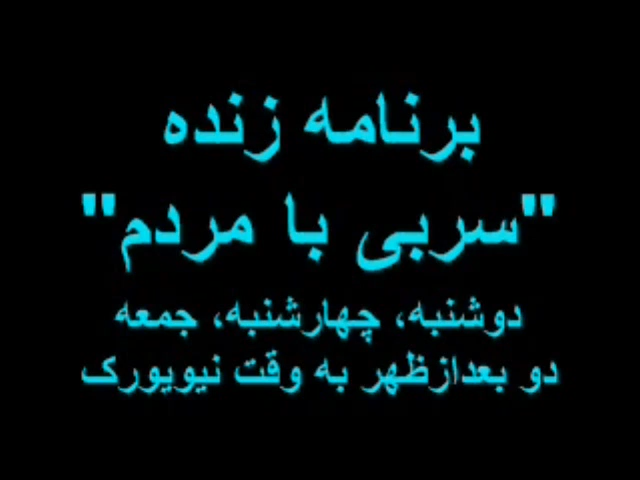 برنامه زنده
"سربی با مردم"
دوشنبه، چهارشنبه، جمعه
دو بعدازظهر به وقت نیویورک